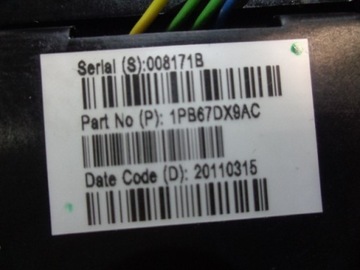 Serial (S):008171B
Part No (P): 1PB67DX9AC
Date Code (D): 20110315